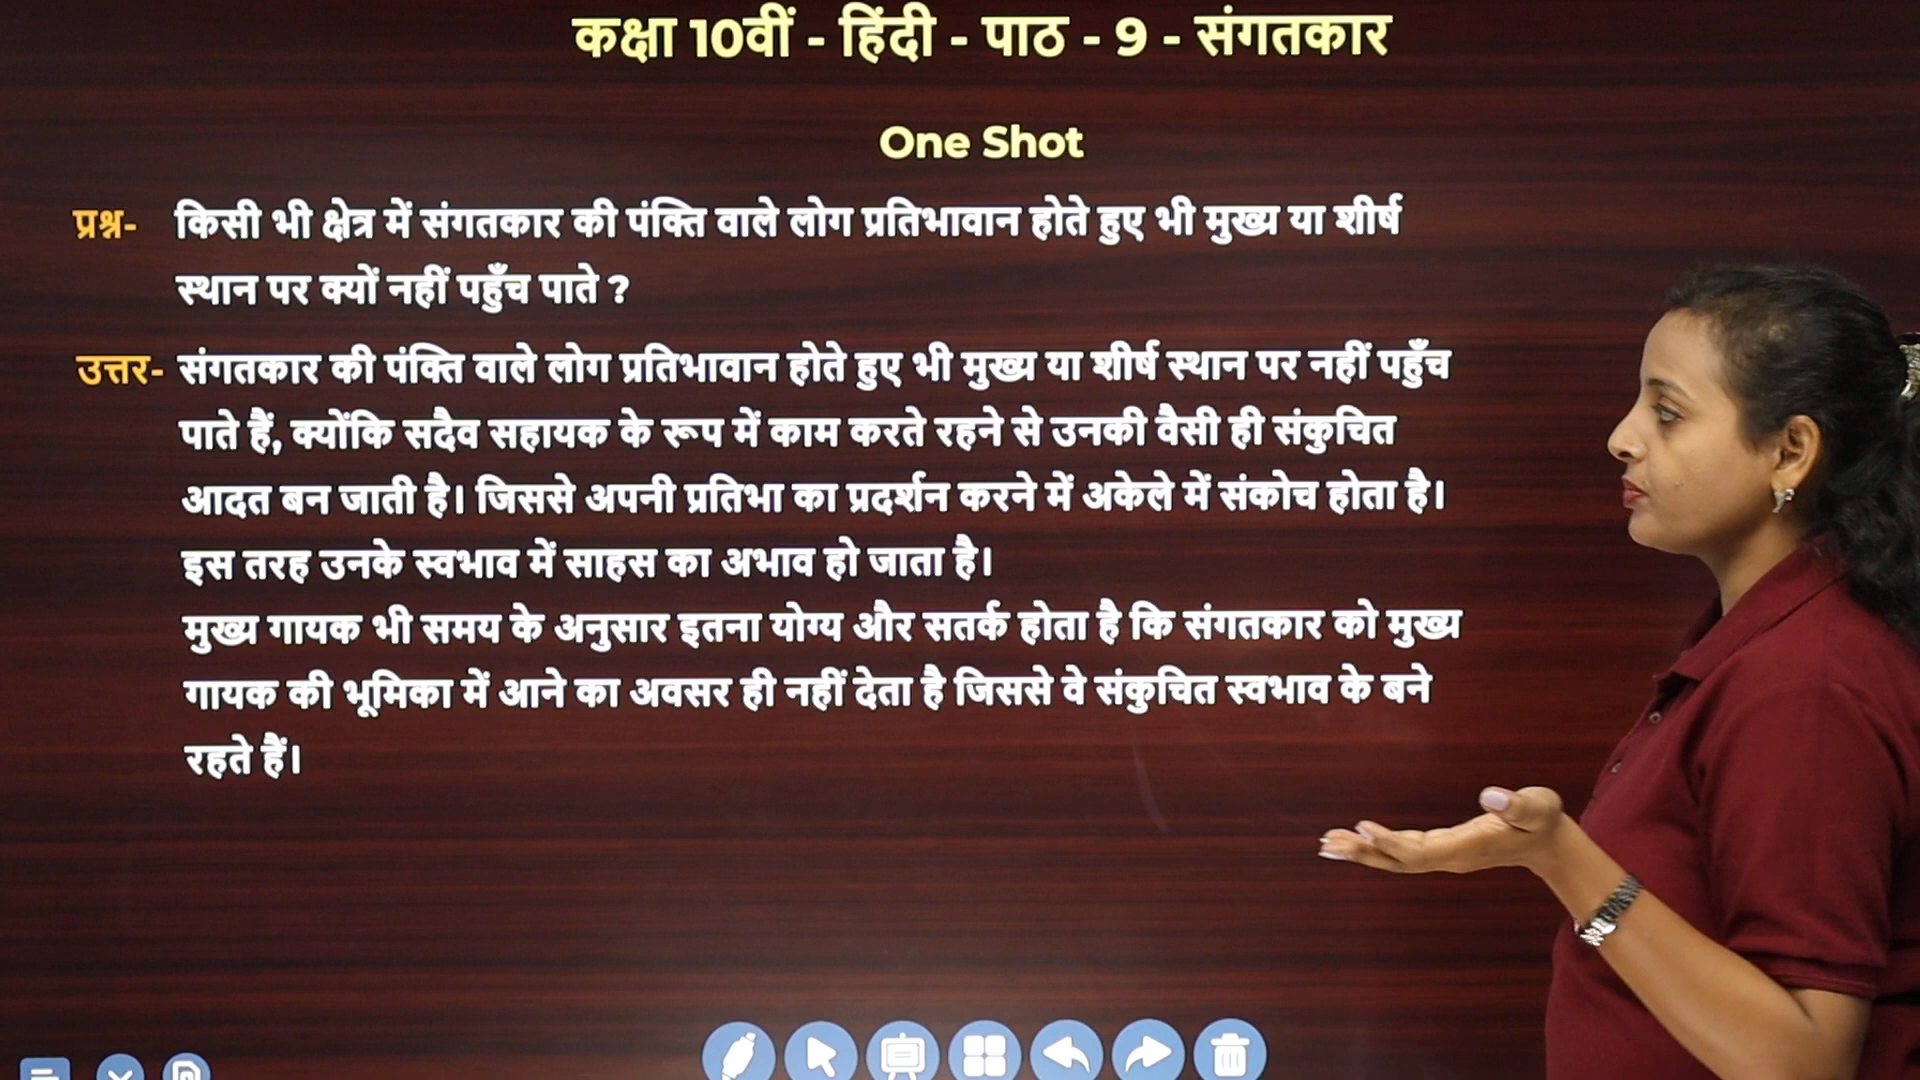 कक्षा 10वीं - हिंदी - पाठ - 9 - संगतकार
One Shot
प्रश्न- किसी भी क्षेत्र में संगतकार की पंक्ति वाले लोग प्रतिभावान होते हुए भी मुख्य या शीर्ष
स्थान पर क्यों नहीं पहुँच पाते ?
उत्तर- संगतकार की पंक्ति वाले लोग प्रतिभावान होते हुए भी मुख्य या शीर्ष स्थान पर नहीं पहुँच
पाते हैं, क्योंकि सदैव सहायक के रूप में काम करते रहने से उनकी वैसी ही संकुचित
आदत बन जाती है। जिससे अपनी प्रतिभा का प्रदर्शन करने में अकेले में संकोच होता है।
इस तरह उनके स्वभाव में साहस का अभाव हो जाता है।
मुख्य गायक भी समय के अनुसार इतना योग्य और सतर्क होता है कि संगतकार को मुख्य
गायक की भूमिका में आने का अवसर ही नहीं देता है जिससे वे संकुचित स्वभाव के बने
रहते हैं।